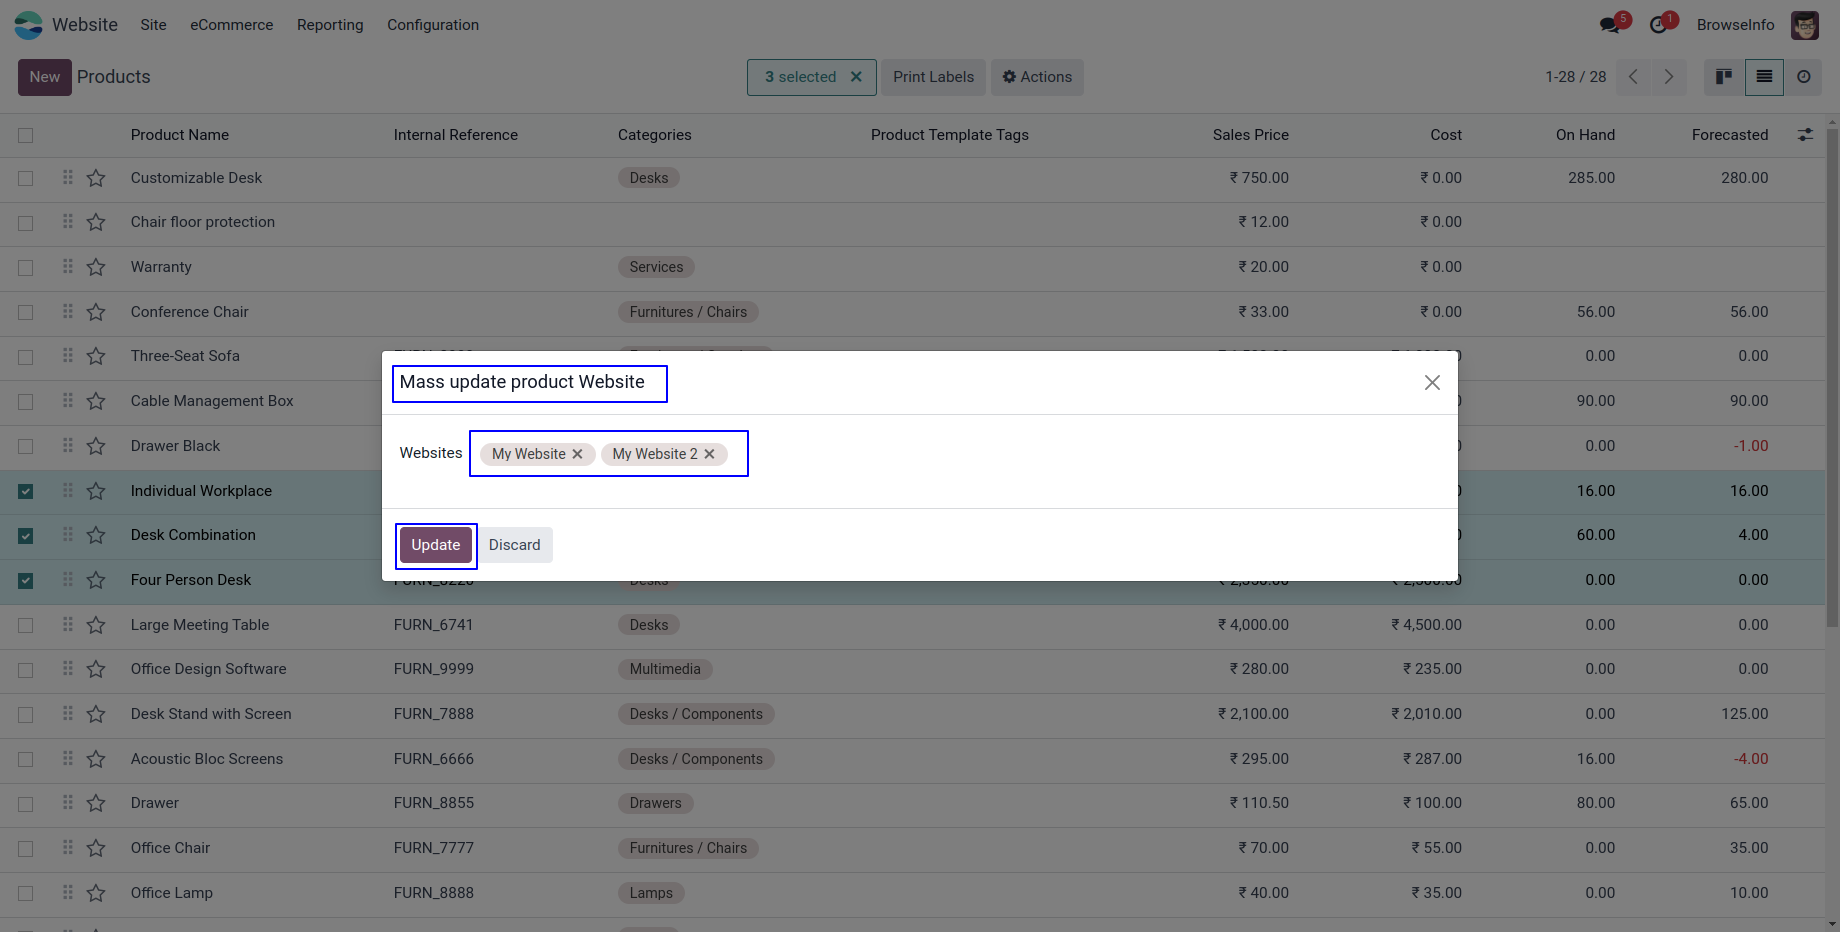 Website Site eCommerce Reporting Configuration 5 1 BrowseInfo
New Products 3 selected Print Labels Actions 1-28 / 28
Product Name Internal Reference Categories Product Template Tags Sales Price Cost On Hand Forecasted
Customizable Desk Desks ₹ 750.00 ₹ 0.00 285.00 280.00
Chair floor protection ₹ 12.00 ₹ 0.00
Warranty Services ₹ 20.00 ₹ 0.00
Conference Chair Furnitures / Chairs ₹ 33.00 ₹ 0.00 56.00 56.00
Three-Seat Sofa 0.00 0.00
Mass update product Website
Cable Management Box 90.00 90.00
Drawer Black 0.00 -1.00
Websites My Website My Website 2
Individual Workplace 16.00 16.00
Desk Combination 60.00 4.00
Update Discard
Four Person Desk 0.00 0.00
Large Meeting Table FURN_6741 Desks ₹ 4,000.00 ₹ 4,500.00 0.00 0.00
Office Design Software FURN_9999 Multimedia ₹ 280.00 ₹ 235.00 0.00 0.00
Desk Stand with Screen FURN_7888 Desks / Components ₹ 2,100.00 ₹ 2,010.00 0.00 125.00
Acoustic Bloc Screens FURN_6666 Desks / Components ₹ 295.00 ₹ 287.00 16.00 -4.00
Drawer FURN_8855 Drawers ₹ 110.50 ₹ 100.00 80.00 65.00
Office Chair FURN_7777 Furnitures / Chairs ₹ 70.00 ₹ 55.00 0.00 35.00
Office Lamp FURN_8888 Lamps ₹ 40.00 ₹ 35.00 0.00 10.00